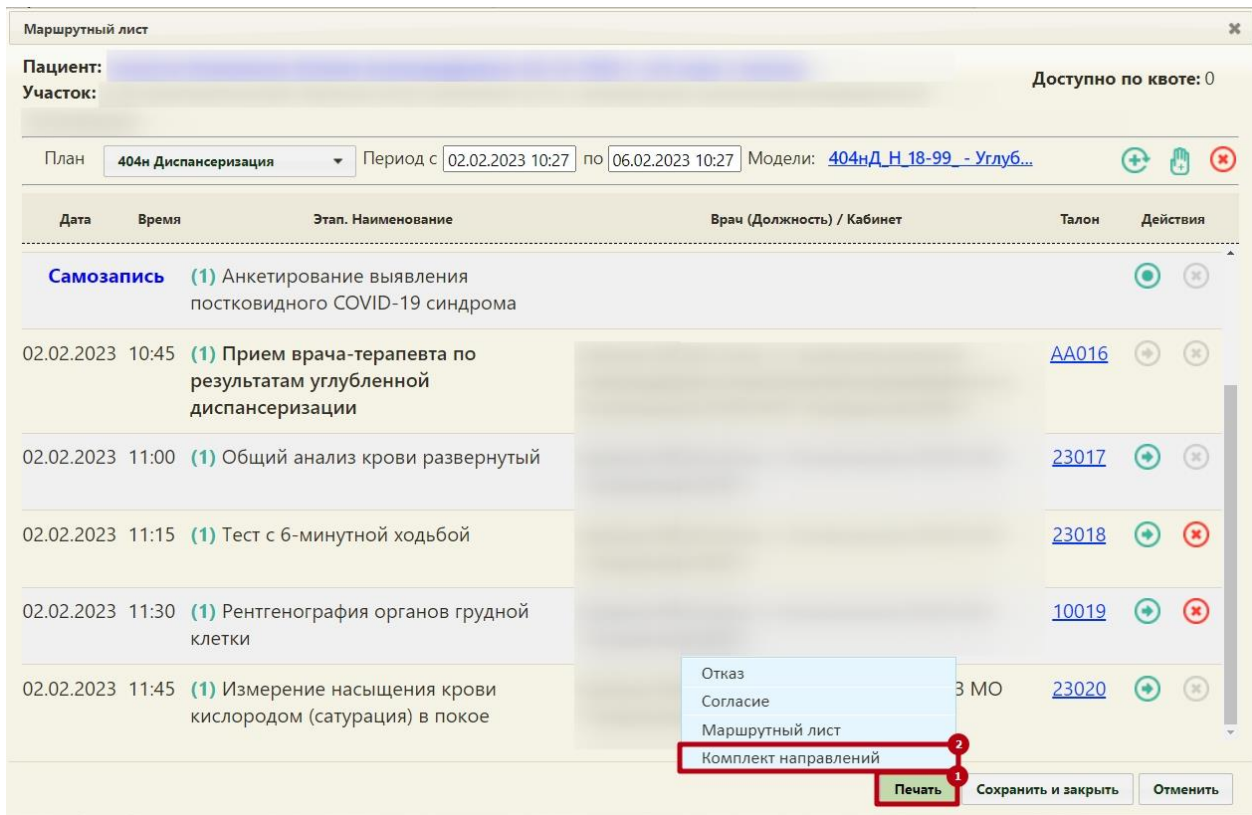 Маршрутный лист
Пациент:
Участок:
Доступно по квоте: 0
План 404н Диспансеризация Период с 02.02.2023 10:27 по 06.02.2023 10:27 Модели: 404нД_Н_18-99_ - Углуб...
Дата Время Этап. Наименование Врач (Должность) / Кабинет Талон Действия
Самозапись (1) Анкетирование выявления
постковидного COVID-19 синдрома
02.02.2023 10:45 (1) Прием врача-терапевта по AA016
результатам углубленной
диспансеризации
02.02.2023 11:00 (1) Общий анализ крови развернутый 23017
02.02.2023 11:15 (1) Тест с 6-минутной ходьбой 23018
02.02.2023 11:30 (1) Рентгенография органов грудной 10019
клетки
Отказ
02.02.2023 11:45 (1) Измерение насыщения крови З МО 23020
кислородом (сатурация) в покое
Согласие
Маршрутный лист
Комплект направлений 2
Печать 1 Сохранить и закрыть Отменить